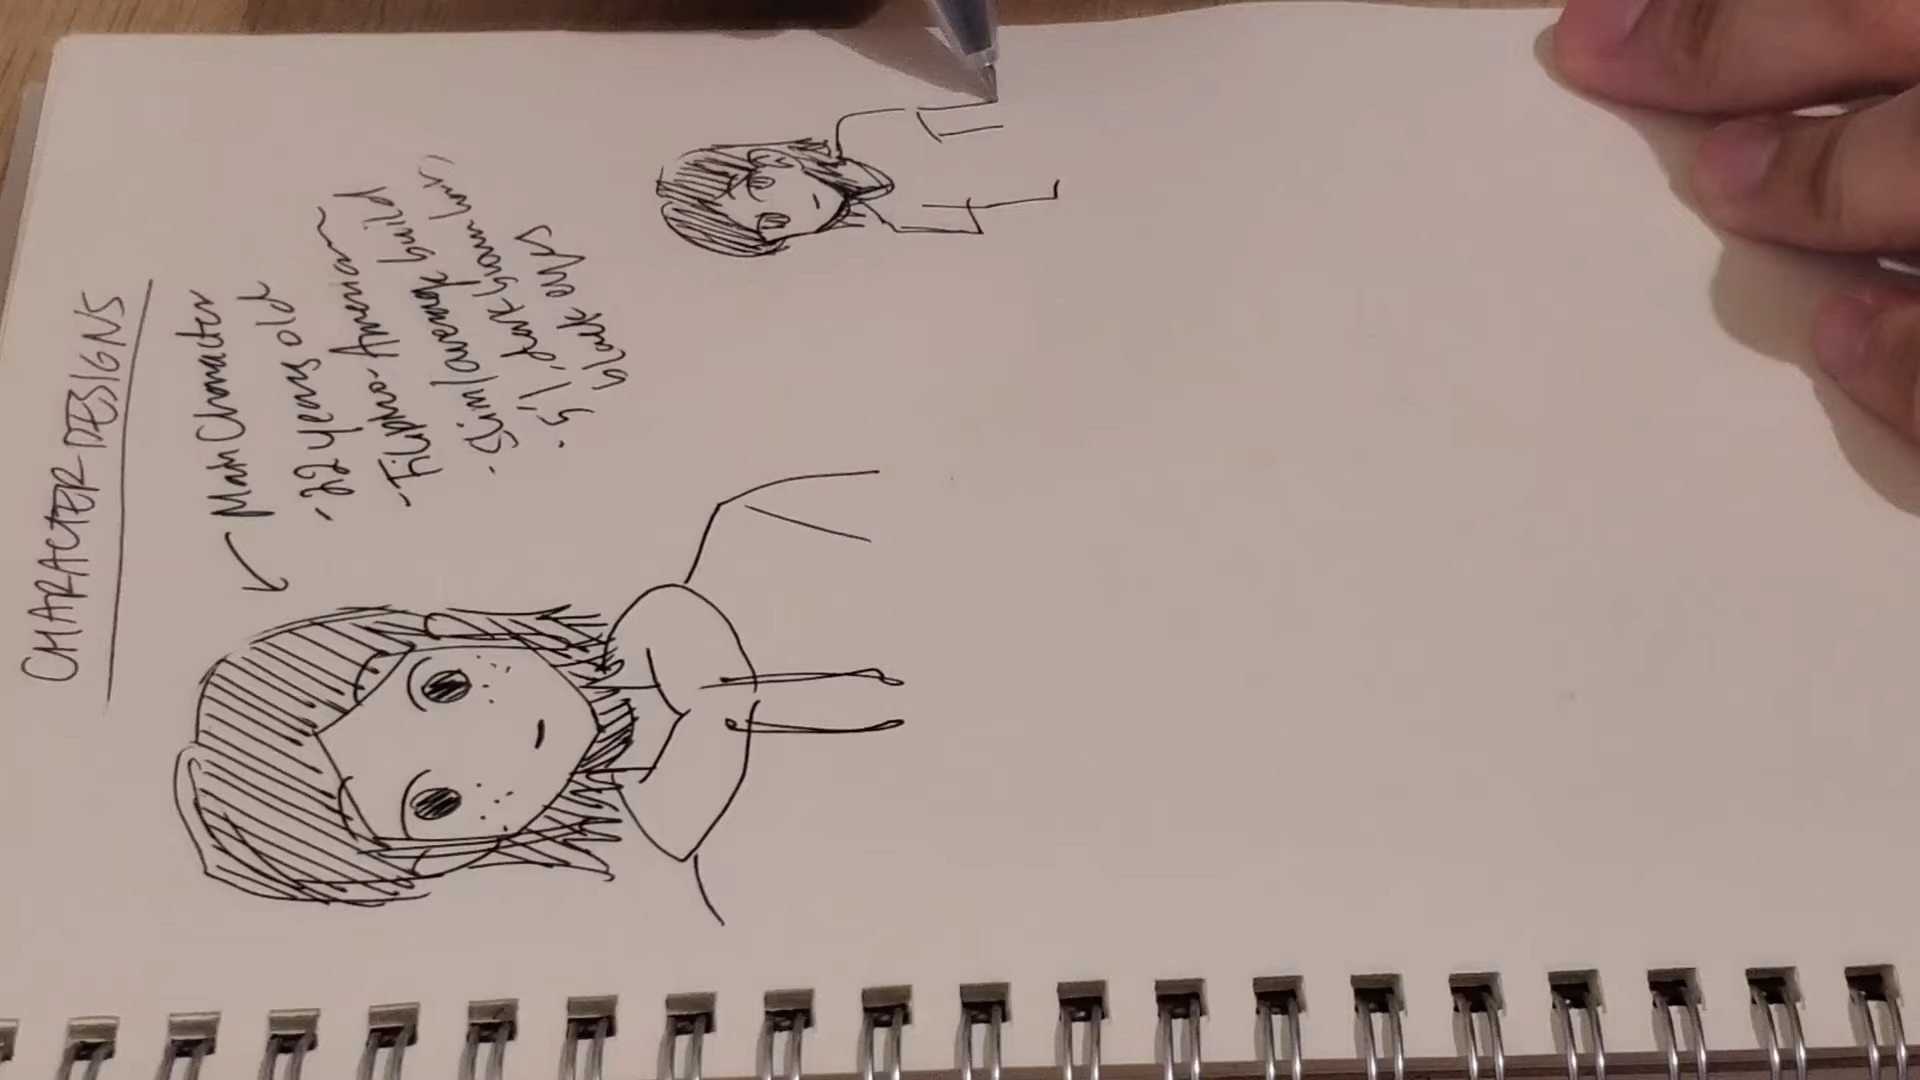 CHARACTER DESIGNS
Main Character
- 22 years old
- Filipino-American
- Slim/average build
- 5'1 dark brown hair
black eyes